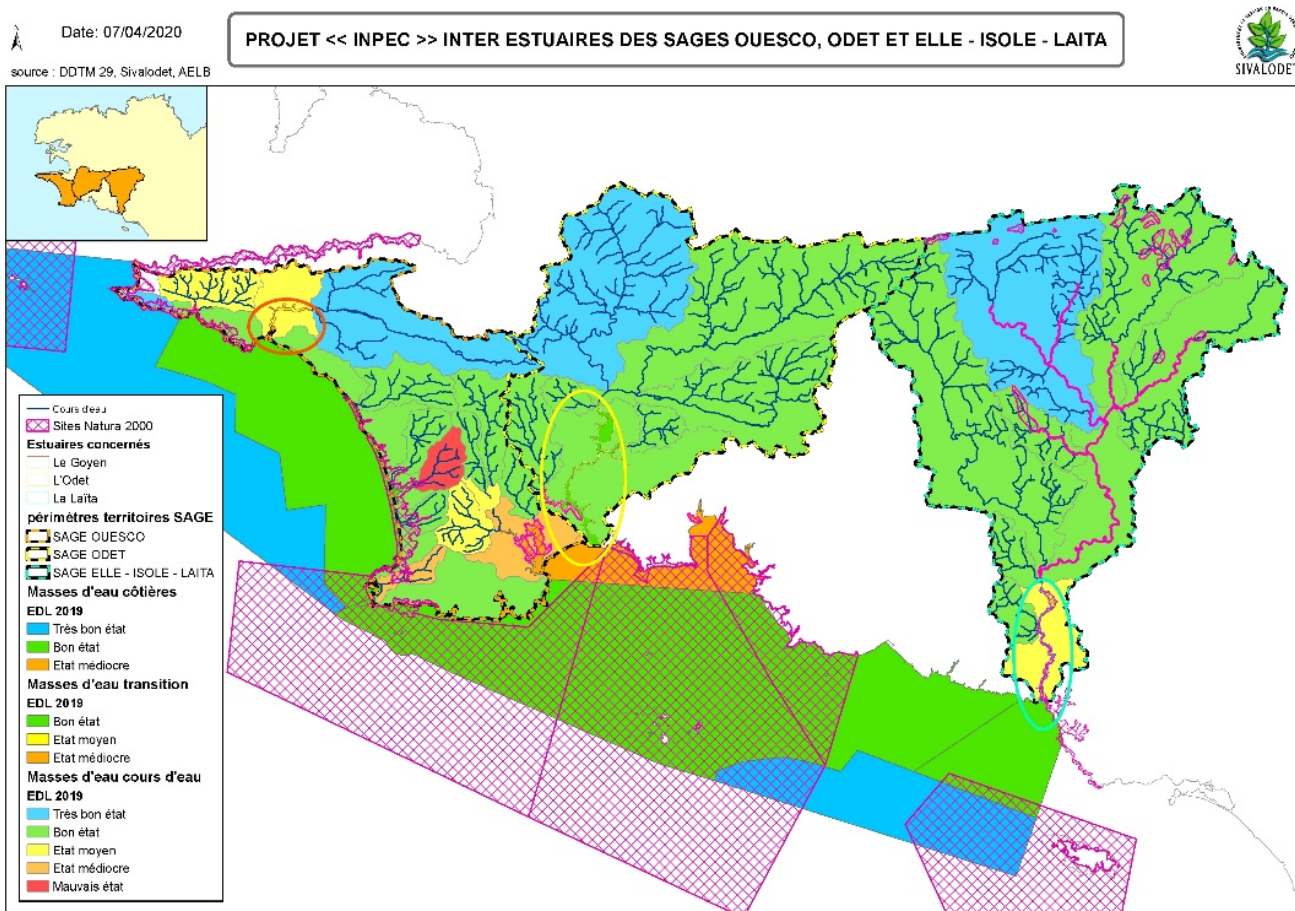 Date: 07/04/2020
PROJET << INPEC >> INTER ESTUAIRES DES SAGES OUESCO, ODET ET ELLE - ISOLE - LAITA
source : DDTM 29, Sivalodet, AELB
SIVALODET
Cours d'eau
Sites Natura 2000
Estuaires concernés
Le Goyen
L'Odet
La Laïta
périmètres territoires SAGE
SAGE OUESCO
SAGE ODET
SAGE ELLE - ISOLE - LAITA
Masses d'eau côtières
EDL 2019
Très bon état
Bon état
Etat médiocre
Masses d'eau transition
EDL 2019
Bon état
Etat moyen
Etat médiocre
Masses d'eau cours d'eau
EDL 2019
Très bon état
Bon état
Etat moyen
Etat médiocre
Mauvais état